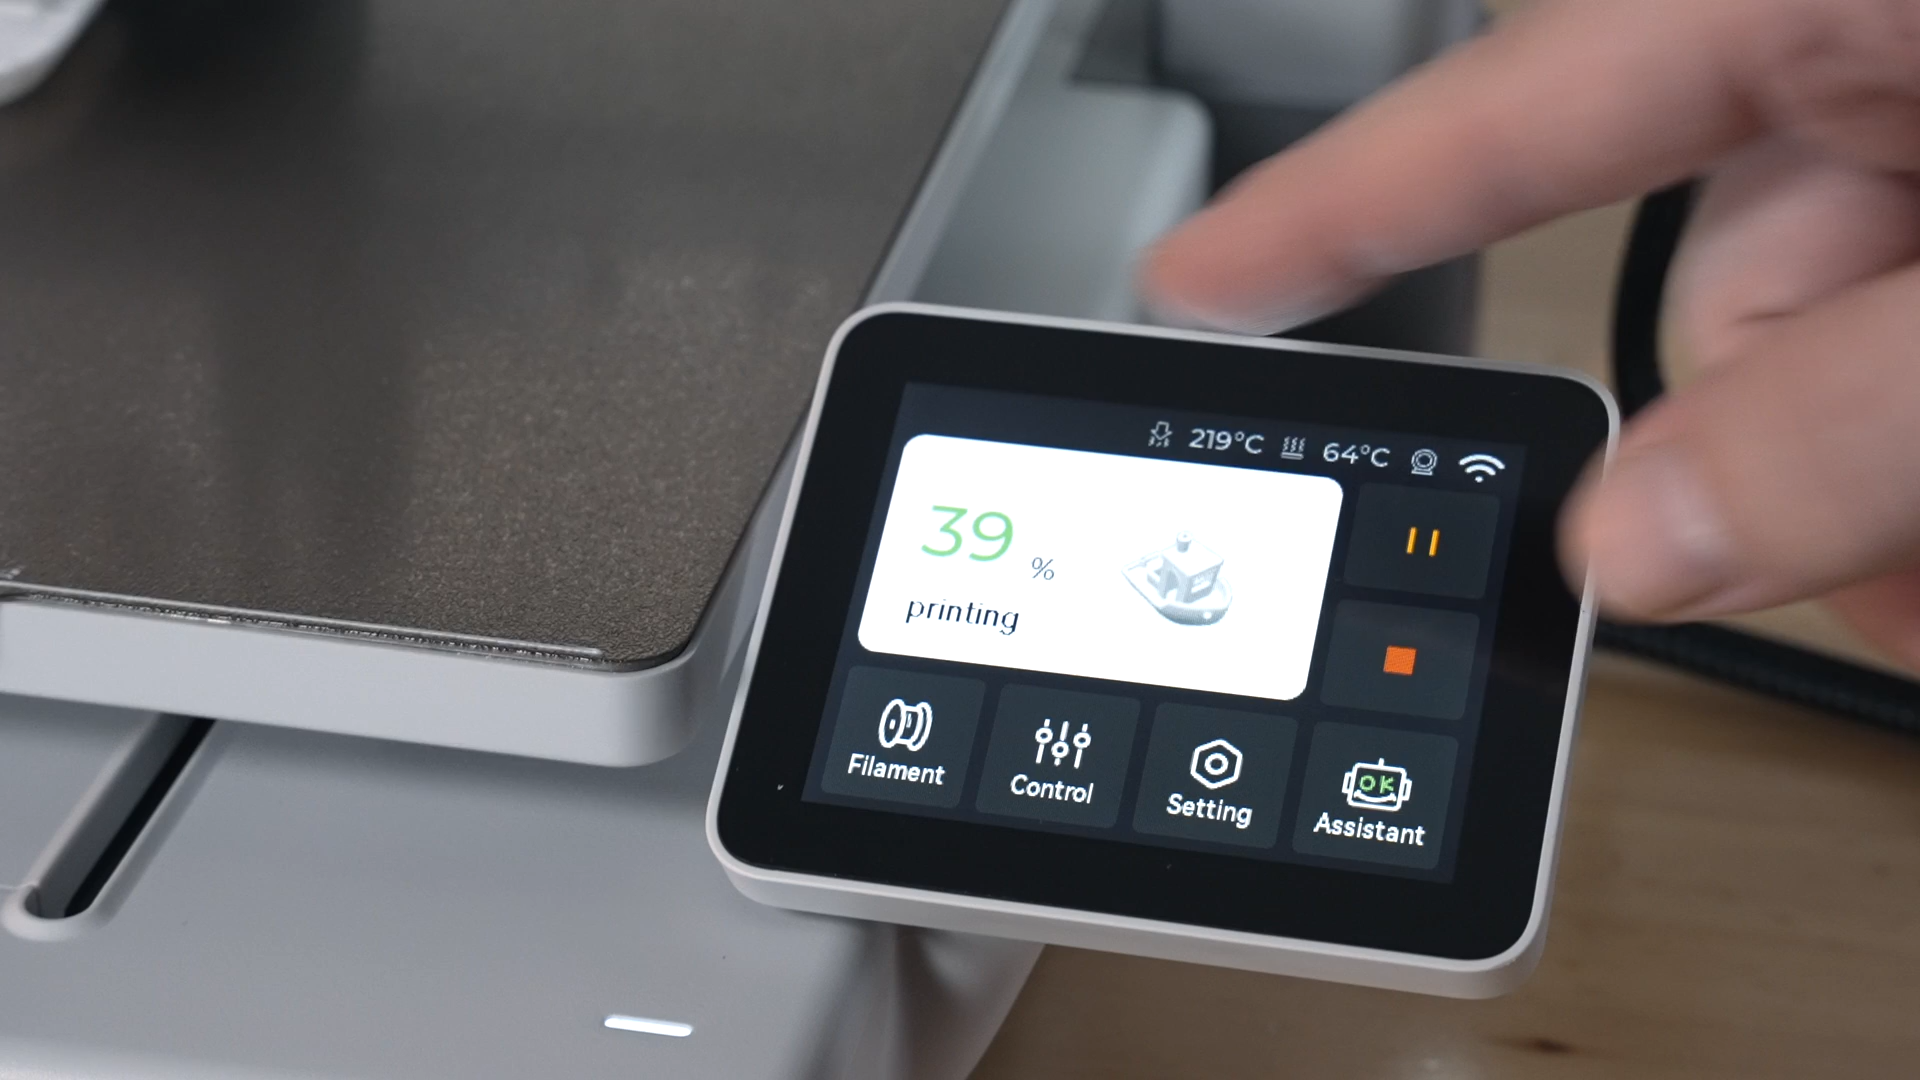 219°C 64°C
39 %
printing
Filament
Control
Setting
OK
Assistant